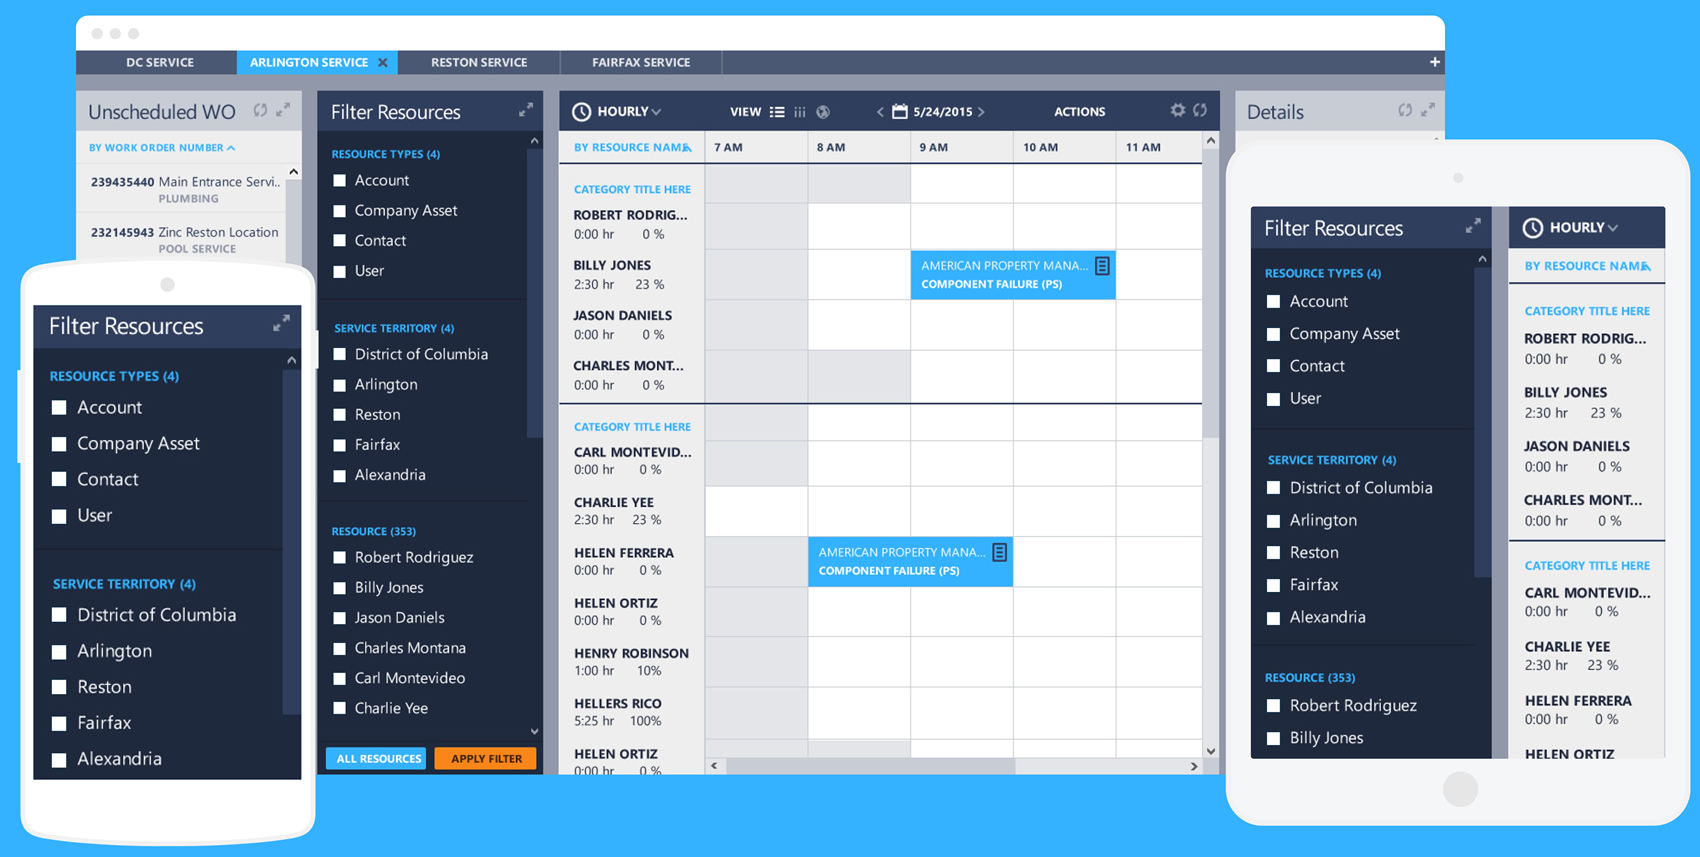 DC SERVICE
ARLINGTON SERVICE
RESTON SERVICE
FAIRFAX SERVICE
Unscheduled WO
BY WORK ORDER NUMBER
239435440 Main Entrance Servi..
PLUMBING
232145943 Zinc Reston Location
POOL SERVICE
Filter Resources
RESOURCE TYPES (4)
Account
Company Asset
Contact
User
SERVICE TERRITORY (4)
District of Columbia
Arlington
Reston
Fairfax
Alexandria
RESOURCE (353)
Robert Rodriguez
Billy Jones
Jason Daniels
Charles Montana
Carl Montevideo
Charlie Yee
ALL RESOURCES
APPLY FILTER
HOURLY
VIEW
5/24/2015
ACTIONS
BY RESOURCE NAME
7 AM
8 AM
9 AM
10 AM
11 AM
CATEGORY TITLE HERE
ROBERT RODRIG...
0:00 hr 0 %
BILLY JONES
2:30 hr 23 %
JASON DANIELS
0:00 hr 0 %
CHARLES MONT...
0:00 hr 0 %
AMERICAN PROPERTY MANA...
COMPONENT FAILURE (PS)
CATEGORY TITLE HERE
CARL MONTEVID...
0:00 hr 0 %
CHARLIE YEE
2:30 hr 23 %
HELEN FERRERA
0:00 hr 0 %
AMERICAN PROPERTY MANA...
COMPONENT FAILURE (PS)
HELEN ORTIZ
0:00 hr 0 %
HENRY ROBINSON
1:00 hr 10%
HELLERS RICO
5:25 hr 100%
HELEN ORTIZ
0:00 hr 0 %
Details
Filter Resources
RESOURCE TYPES (4)
Account
Company Asset
Contact
User
SERVICE TERRITORY (4)
District of Columbia
Arlington
Reston
Fairfax
Alexandria
Filter Resources
RESOURCE TYPES (4)
Account
Company Asset
Contact
User
SERVICE TERRITORY (4)
District of Columbia
Arlington
Reston
Fairfax
Alexandria
RESOURCE (353)
Robert Rodriguez
Billy Jones
HOURLY
BY RESOURCE NAME
CATEGORY TITLE HERE
ROBERT RODRIG...
0:00 hr 0 %
BILLY JONES
2:30 hr 23 %
JASON DANIELS
0:00 hr 0 %
CHARLES MONT...
0:00 hr 0 %
CATEGORY TITLE HERE
CARL MONTEVID...
0:00 hr 0 %
CHARLIE YEE
2:30 hr 23 %
HELEN FERRERA
0:00 hr 0 %
HELEN ORTIZ